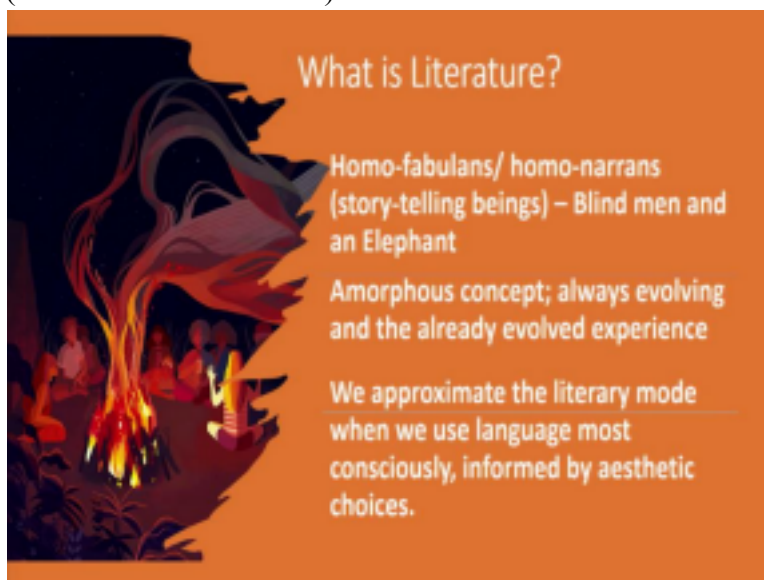 What is Literature?
Homo-fabulans/ homo-narrans
(story-telling beings) – Blind men and
an Elephant
Amorphous concept; always evolving
and the already evolved experience
We approximate the literary mode
when we use language most
consciously, informed by aesthetic
choices.